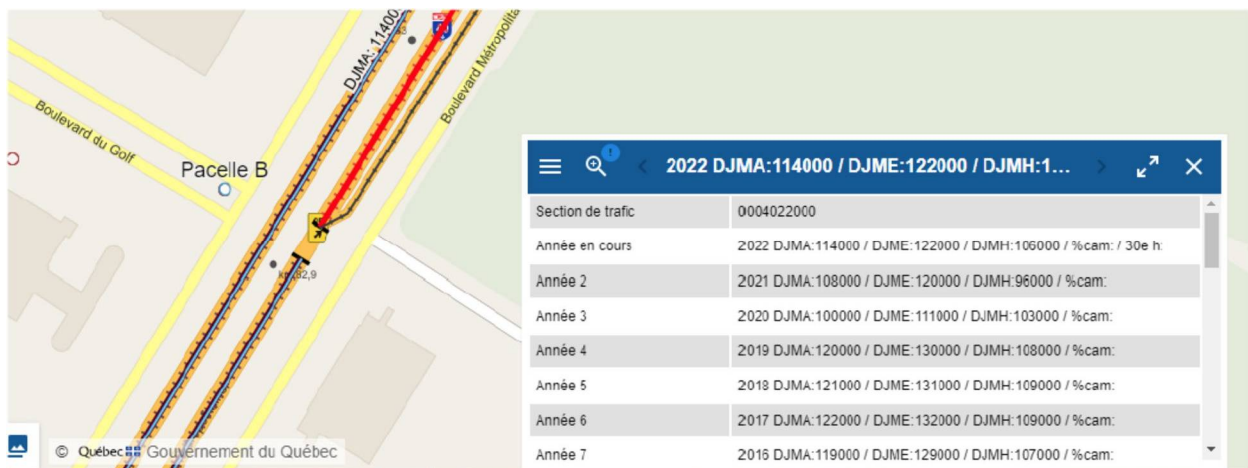 DJMA: 11400
40
43
Boulevard Métropolita
Boulevard du Golf
Pacelle B
km 82,9
© Québec Gouvernement du Québec
2022 DJMA:114000 / DJME:122000 / DJMH:1...
Section de trafic 0004022000
Année en cours 2022 DJMA:114000 / DJME:122000 / DJMH:106000 / %cam: / 30e h:
Année 2 2021 DJMA:108000 / DJME:120000 / DJMH:96000 / %cam:
Année 3 2020 DJMA:100000 / DJME:111000 / DJMH:103000 / %cam:
Année 4 2019 DJMA:120000 / DJME:130000 / DJMH:108000 / %cam:
Année 5 2018 DJMA:121000 / DJME:131000 / DJMH:109000 / %cam:
Année 6 2017 DJMA:122000 / DJME:132000 / DJMH:109000 / %cam:
Année 7 2016 DJMA:119000 / DJME:129000 / DJMH:107000 / %cam: